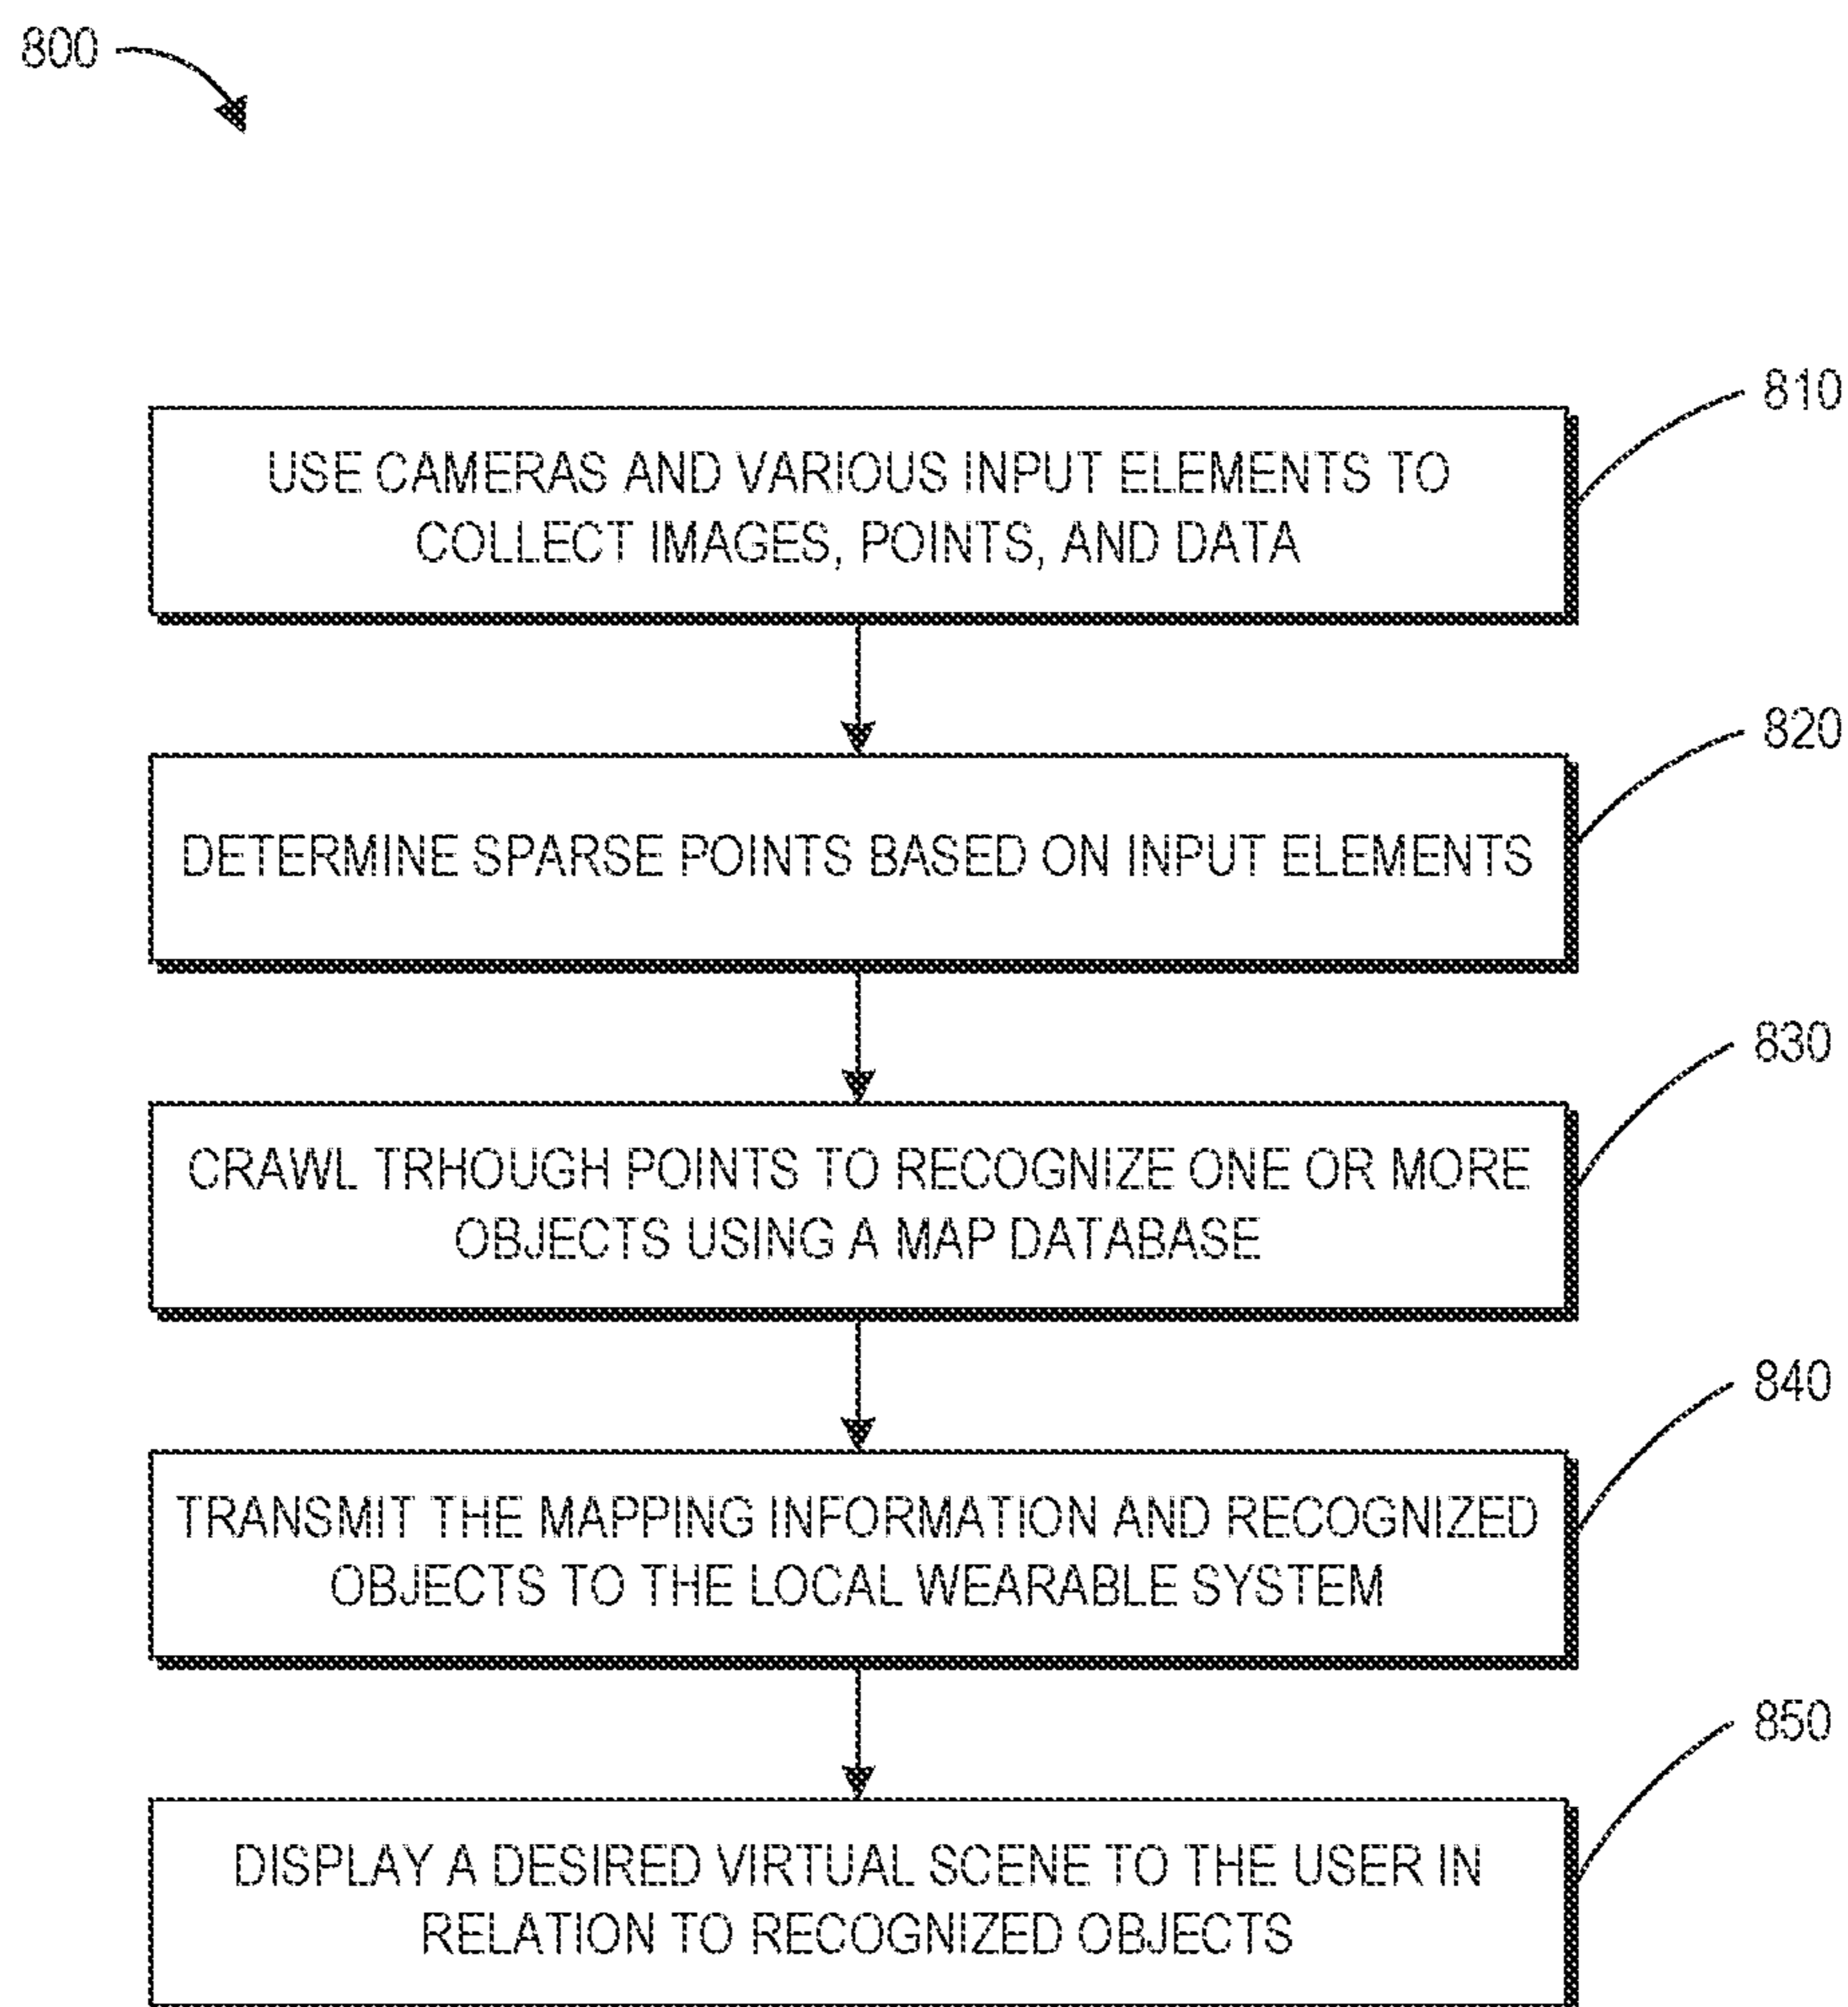 800
810
USE CAMERAS AND VARIOUS INPUT ELEMENTS TO
COLLECT IMAGES, POINTS, AND DATA
820
DETERMINE SPARSE POINTS BASED ON INPUT ELEMENTS
830
CRAWL TRHOUGH POINTS TO RECOGNIZE ONE OR MORE
OBJECTS USING A MAP DATABASE
840
TRANSMIT THE MAPPING INFORMATION AND RECOGNIZED
OBJECTS TO THE LOCAL WEARABLE SYSTEM
850
DISPLAY A DESIRED VIRTUAL SCENE TO THE USER IN
RELATION TO RECOGNIZED OBJECTS